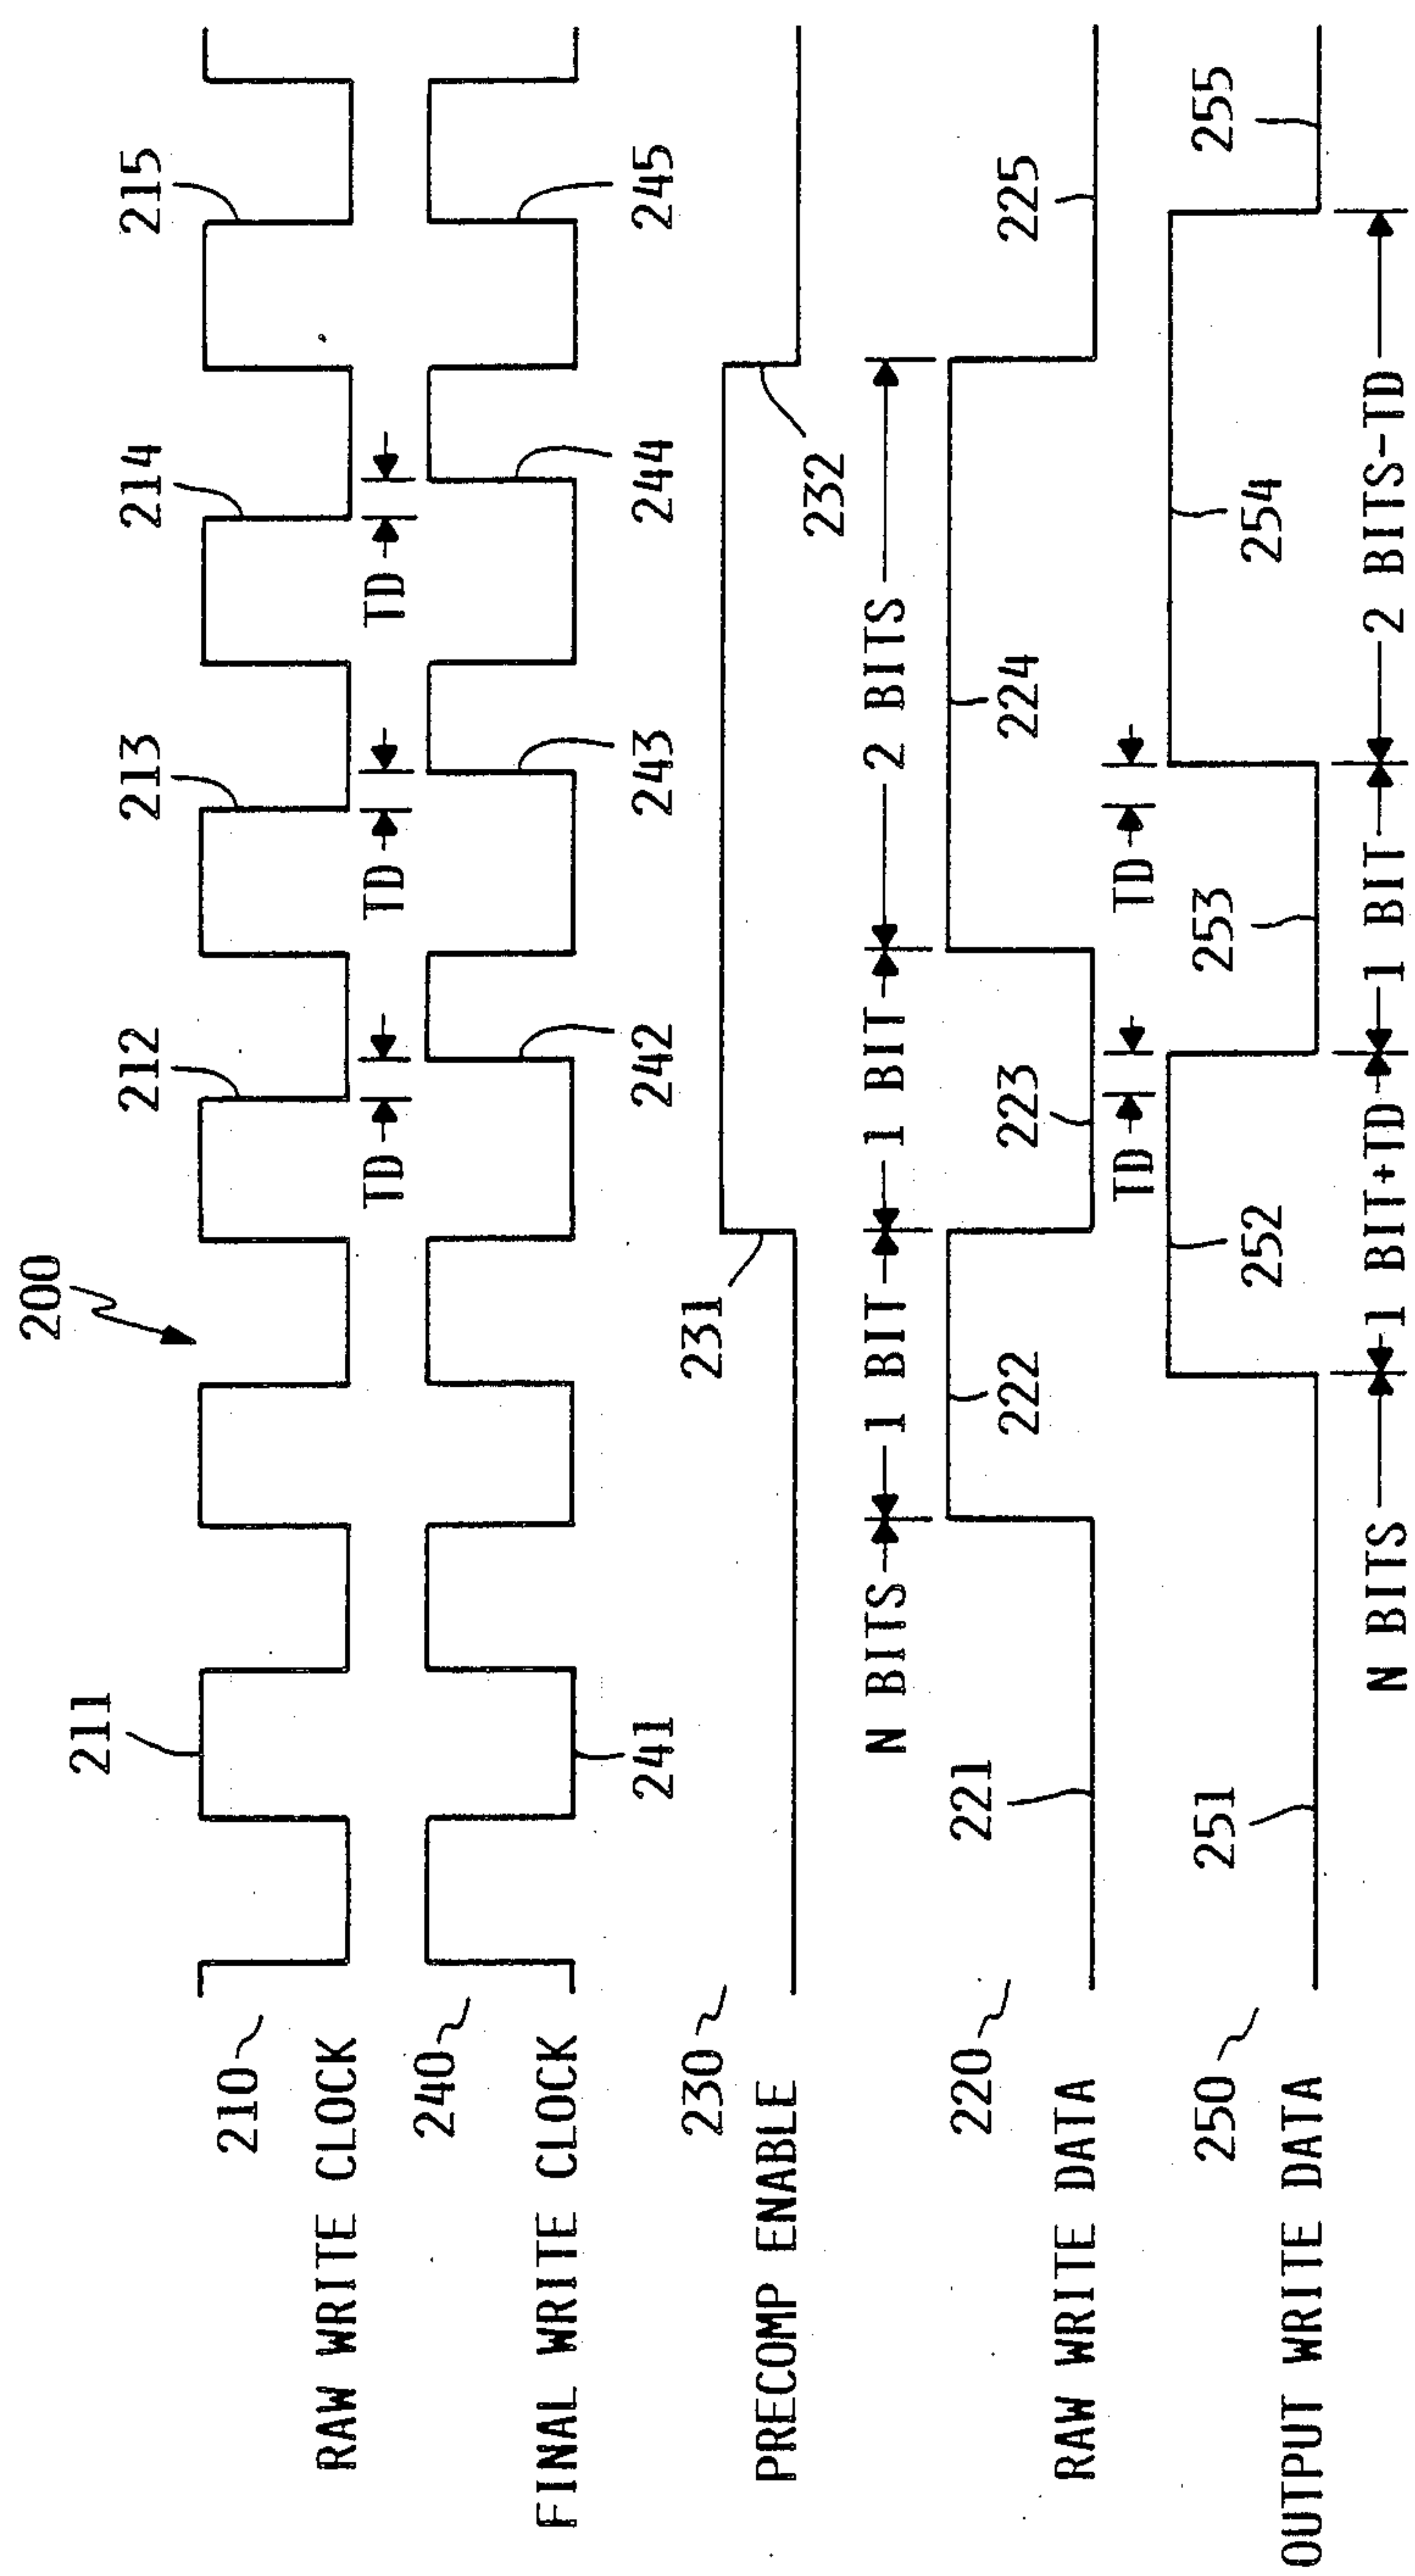 200
211
212
213
214
215
210
RAW WRITE CLOCK
TD
TD
TD
240
FINAL WRITE CLOCK
241
242
243
244
245
230
PRECOMP ENABLE
231
232
N BITS
1 BIT
1 BIT
2 BITS
220
RAW WRITE DATA
221
222
223
224
225
TD
TD
250
OUTPUT WRITE DATA
251
252
253
254
255
N BITS
1 BIT+TD
1 BIT
2 BITS-TD